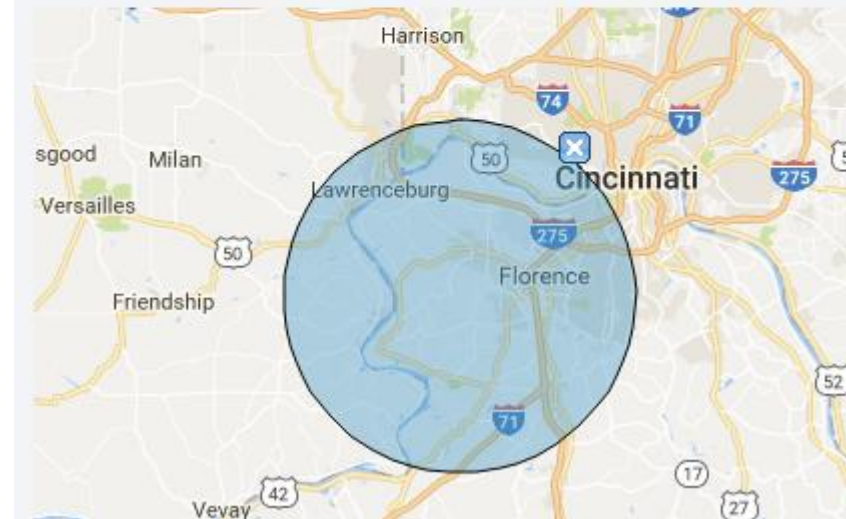 Harrison
74
71
sgood
Milan
50
Cincinnati
275
Lawrenceburg
Versailles
275
50
Florence
Friendship
52
71
17
42
Vevay
27